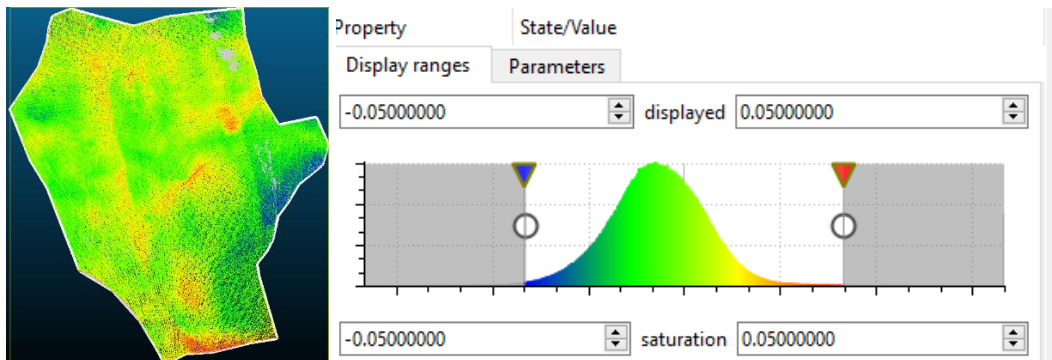 Property State/Value
Display ranges Parameters
-0.05000000 displayed 0.05000000
-0.05000000 saturation 0.05000000